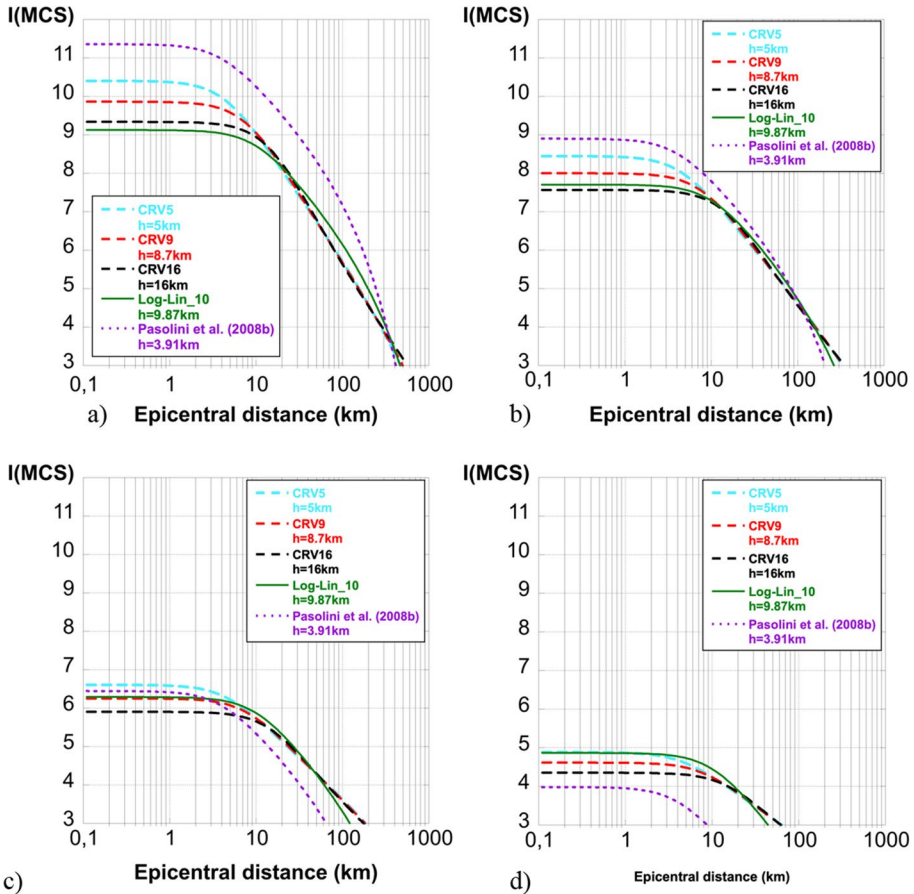 I(MCS)
11
10
9
8
7
6
5
4
3
0,1
1
10
100
1000
CRV5
h=5km
CRV9
h=8.7km
CRV16
h=16km
Log-Lin_10
h=9.87km
Pasolini et al. (2008b)
h=3.91km
Epicentral distance (km)
a)
I(MCS)
11
10
9
8
7
6
5
4
3
0,1
1
10
100
1000
CRV5
h=5km
CRV9
h=8.7km
CRV16
h=16km
Log-Lin_10
h=9.87km
Pasolini et al. (2008b)
h=3.91km
Epicentral distance (km)
b)
I(MCS)
11
10
9
8
7
6
5
4
3
0,1
1
10
100
1000
CRV5
h=5km
CRV9
h=8.7km
CRV16
h=16km
Log-Lin_10
h=9.87km
Pasolini et al. (2008b)
h=3.91km
Epicentral distance (km)
c)
I(MCS)
11
10
9
8
7
6
5
4
3
0,1
1
10
100
1000
CRV5
h=5km
CRV9
h=8.7km
CRV16
h=16km
Log-Lin_10
h=9.87km
Pasolini et al. (2008b)
h=3.91km
Epicentral distance (km)
d)